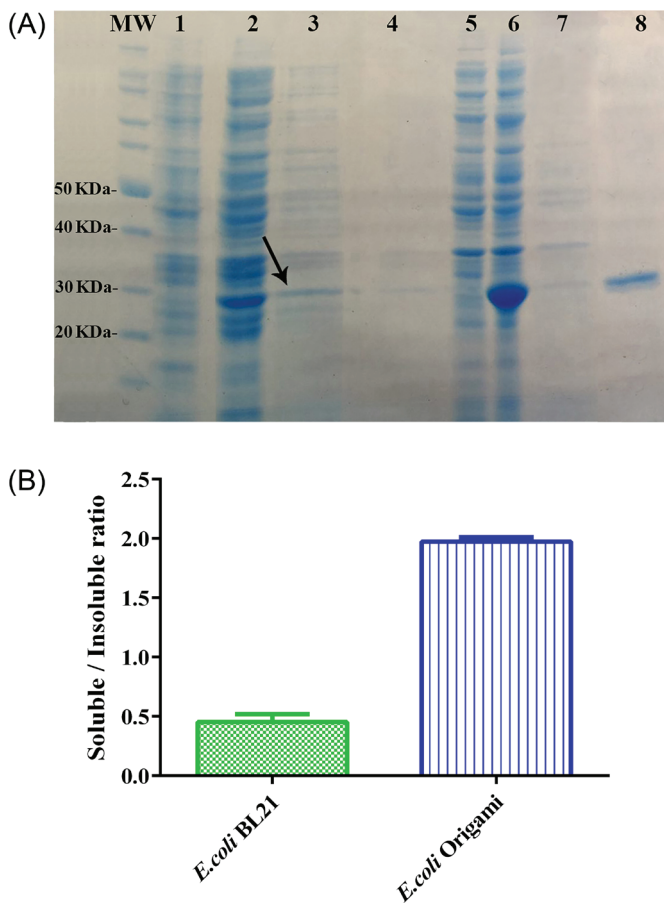 (A)
MW 1 2 3 4 5 6 7 8
50 KDa-
40 KDa-
30 KDa-
20 KDa-
(B)
Soluble / Insoluble ratio
2.5
2.0
1.5
1.0
0.5
0.0
E.coli BL21
E.coli Origami